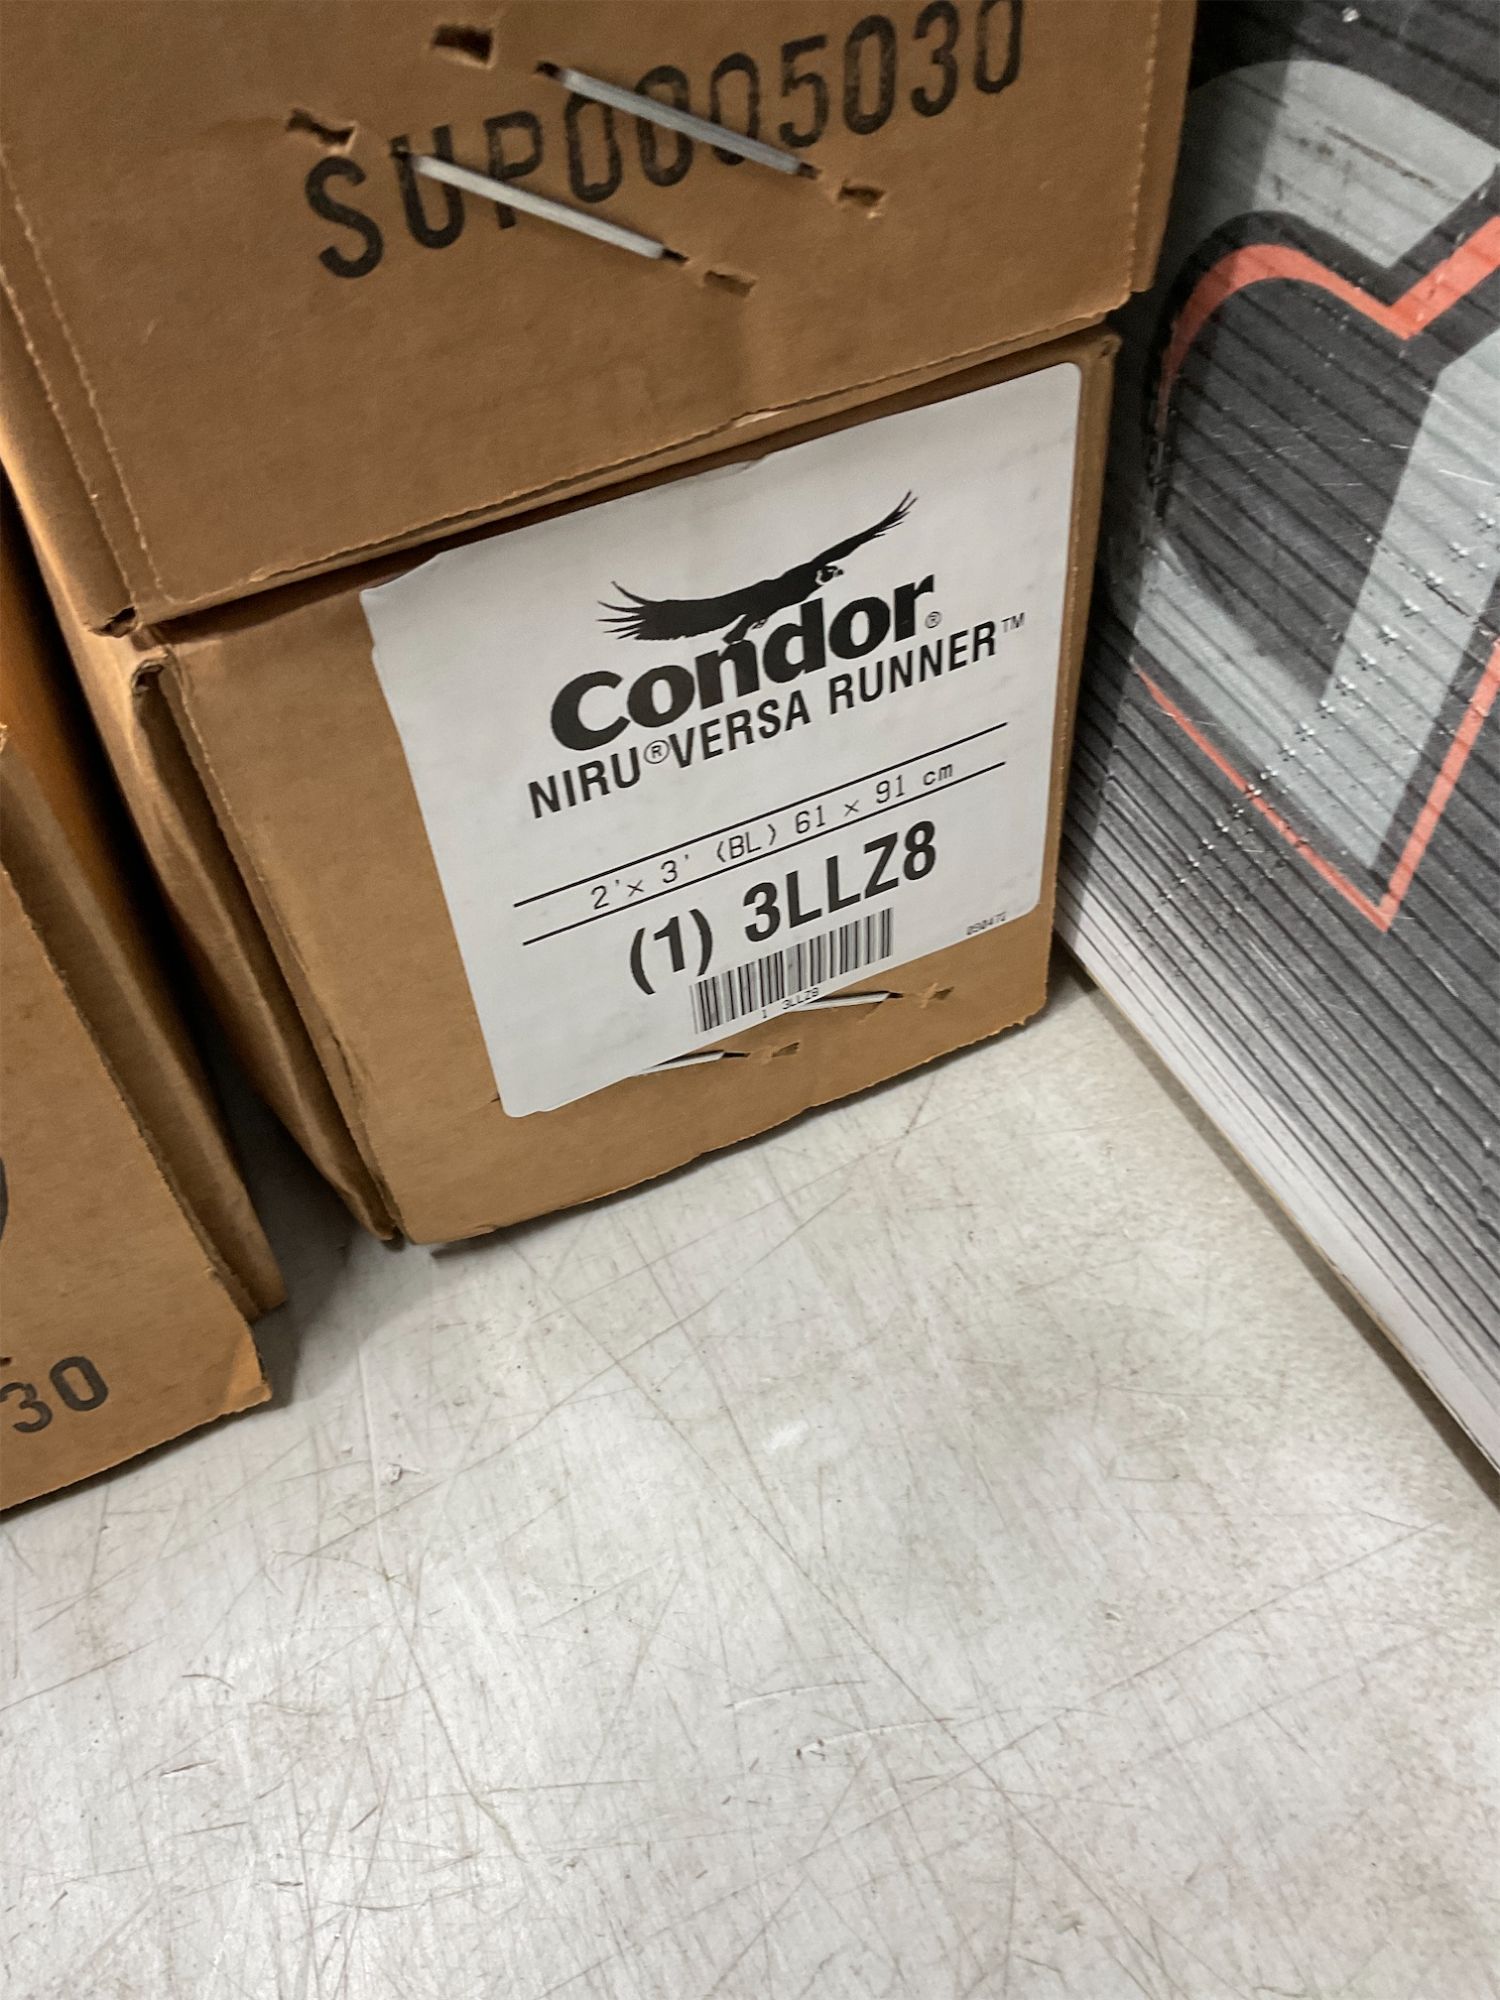 SUP0005030
Condor®
NIRU®VERSA RUNNER™
2'x 3' (BL) 61 x 91 cm
(1) 3LLZ8
1 3LLZ8
30